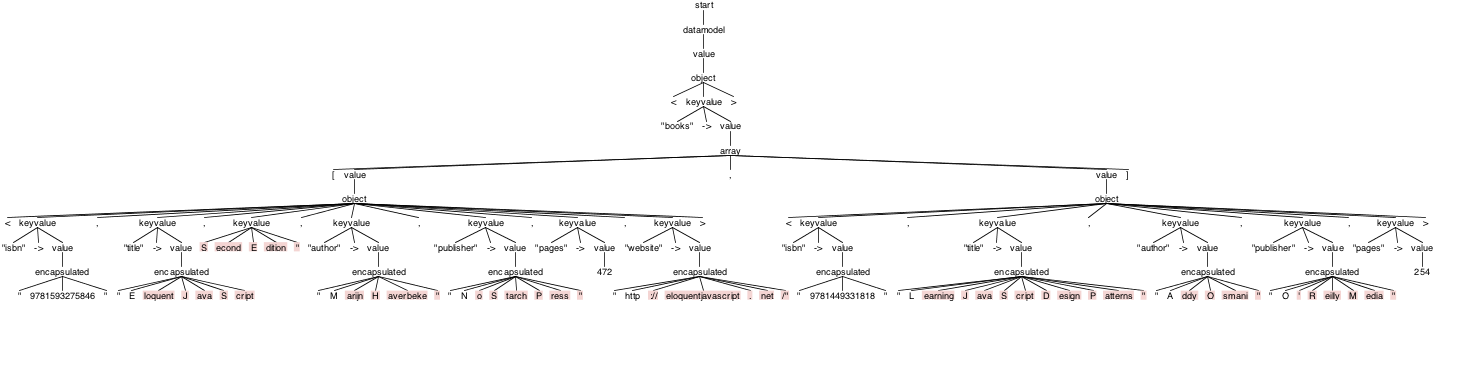 start
datamodel
value
object
< keyvalue >
"books" -> value
array
[ value , value ]
object object
< keyvalue , keyvalue , keyvalue , keyvalue , keyvalue , keyvalue , keyvalue > < keyvalue , keyvalue , keyvalue , keyvalue , keyvalue >
"isbn" -> value "title" -> value S econd E dition " "author" -> value "publisher" -> value "pages" -> value "website" -> value "isbn" -> value "title" -> value "author" -> value "publisher" -> value "pages" -> value
encapsulated encapsulated encapsulated encapsulated 472 encapsulated encapsulated encapsulated encapsulated encapsulated 254
" 9781593275846 " " E loquent J ava S cript " M arijn H averbeke " " N o S tarch P ress " " http :// eloquentjavascript . net /" " 9781449331818 " " L earning J ava S cript D esign P atterns " " A ddy O smani " " O ' R eilly M edia "